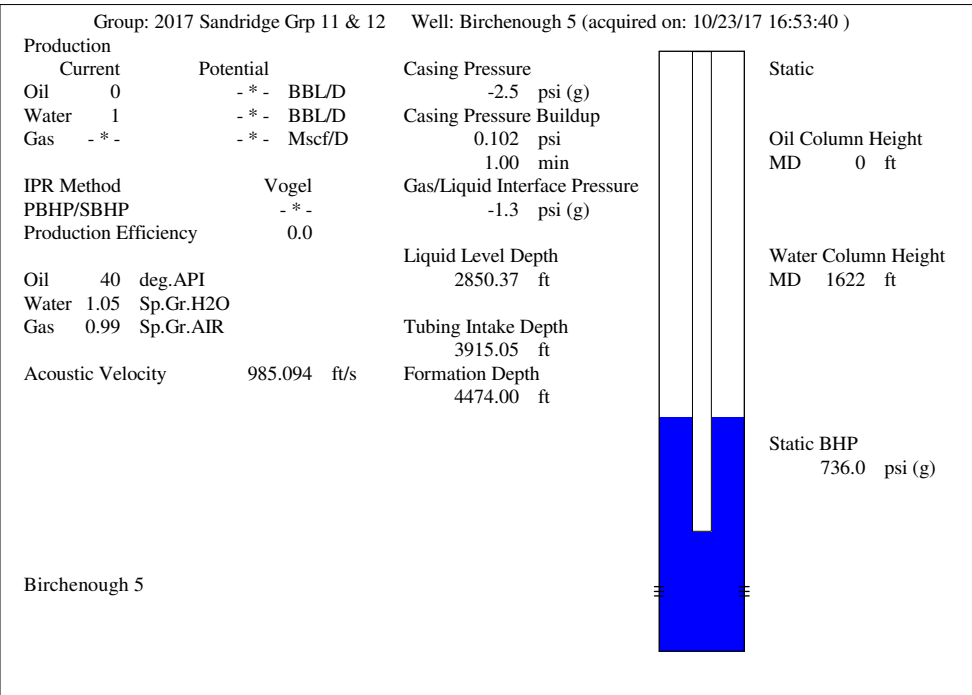 Group: 2017 Sandridge Grp 11 & 12 Well: Birchenough 5 (acquired on: 10/23/17 16:53:40 )
Production
Current Potential
Oil 0 - * - BBL/D
Water 1 - * - BBL/D
Gas - * - - * - Mscf/D
IPR Method Vogel
PBHP/SBHP - * -
Production Efficiency 0.0
Oil 40 deg.API
Water 1.05 Sp.Gr.H2O
Gas 0.99 Sp.Gr.AIR
Acoustic Velocity 985.094 ft/s
Casing Pressure
-2.5 psi (g)
Casing Pressure Buildup
0.102 psi
1.00 min
Gas/Liquid Interface Pressure
-1.3 psi (g)
Liquid Level Depth
2850.37 ft
Tubing Intake Depth
3915.05 ft
Formation Depth
4474.00 ft
Static
Oil Column Height
MD 0 ft
Water Column Height
MD 1622 ft
Static BHP
736.0 psi (g)
Birchenough 5